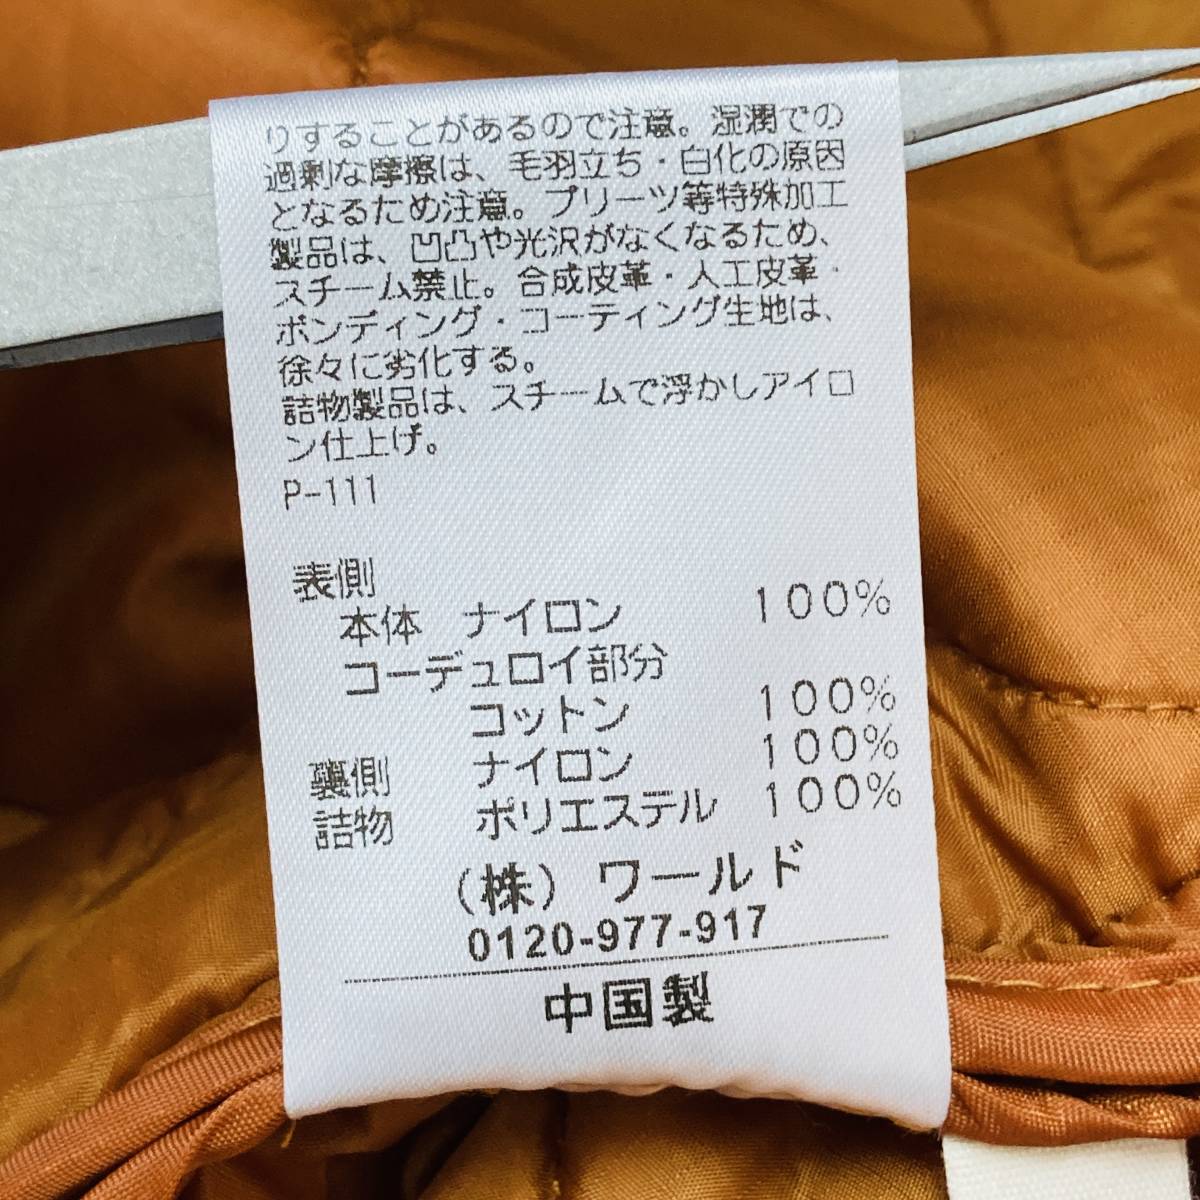 りすることがあるので注意。湿潤での
過剰な摩擦は、毛羽立ち・白化の原因
となるため注意。プリーツ等特殊加工
製品は、凹凸や光沢がなくなるため、
スチーム禁止。合成皮革・人工皮革・
ボンディング・コーティング生地は、
徐々に劣化する。
詰物製品は、スチームで浮かしアイロ
ン仕上げ。
P-111
表側
本体 ナイロン 100%
コーデュロイ部分
コットン 100%
裏側 ナイロン 100%
詰物 ポリエステル 100%
（株）ワールド
0120-977-917
中国製